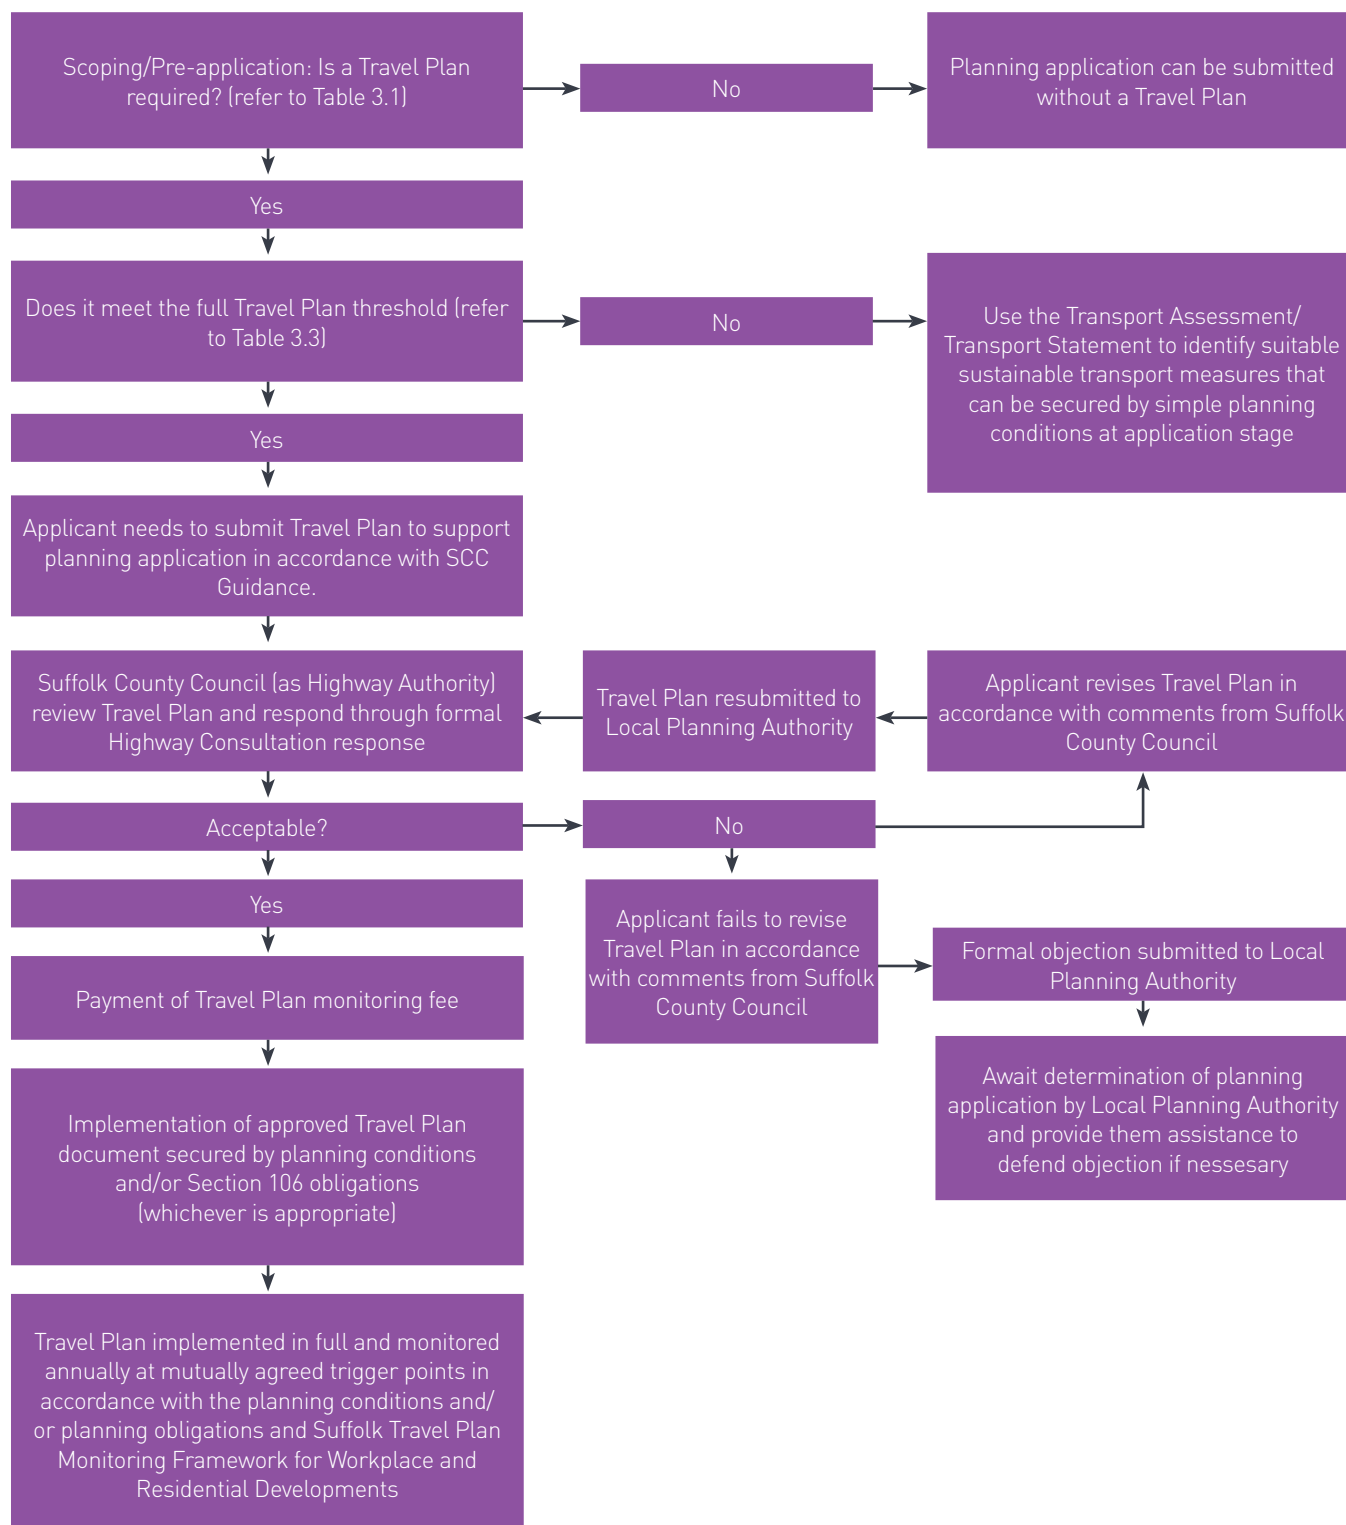 Scoping/Pre-application: Is a Travel Plan
required? (refer to Table 3.1)
No
Planning application can be submitted
without a Travel Plan
Yes
Does it meet the full Travel Plan threshold (refer
to Table 3.3)
No
Use the Transport Assessment/
Transport Statement to identify suitable
sustainable transport measures that
can be secured by simple planning
conditions at application stage
Yes
Applicant needs to submit Travel Plan to support
planning application in accordance with SCC
Guidance.
Suffolk County Council (as Highway Authority)
review Travel Plan and respond through formal
Highway Consultation response
Travel Plan resubmitted to
Local Planning Authority
Applicant revises Travel Plan in
accordance with comments from Suffolk
County Council
Acceptable?
No
Yes
Applicant fails to revise
Travel Plan in accordance
with comments from Suffolk
County Council
Formal objection submitted to Local
Planning Authority
Payment of Travel Plan monitoring fee
Await determination of planning
application by Local Planning Authority
and provide them assistance to
defend objection if nessesary
Implementation of approved Travel Plan
document secured by planning conditions
and/or Section 106 obligations
(whichever is appropriate)
Travel Plan implemented in full and monitored
annually at mutually agreed trigger points in
accordance with the planning conditions and/
or planning obligations and Suffolk Travel Plan
Monitoring Framework for Workplace and
Residential Developments